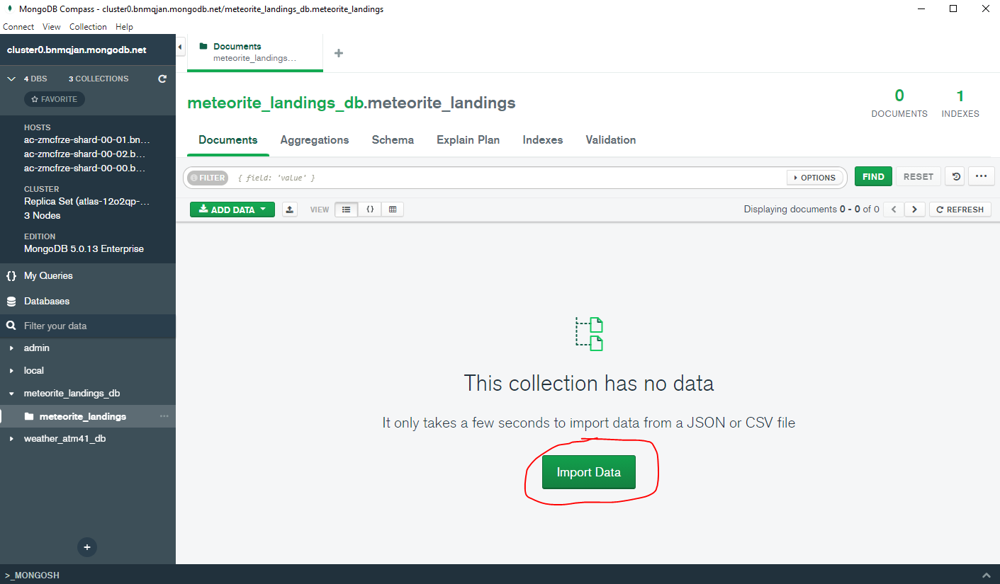 MongoDB Compass - cluster0.bnmqjan.mongodb.net/meteorite_landings_db.meteorite_landings
Connect View Collection Help
cluster0.bnmqjan.mongodb.net
4 DBS 3 COLLECTIONS
FAVORITE
HOSTS
ac-zmcfrze-shard-00-01.bn...
ac-zmcfrze-shard-00-02.b...
ac-zmcfrze-shard-00-00.b...
CLUSTER
Replica Set (atlas-12o2qp-...
3 Nodes
EDITION
MongoDB 5.0.13 Enterprise
{} My Queries
Databases
Filter your data
admin
local
meteorite_landings_db
meteorite_landings ...
weather_atm41_db
+
>_MONGOSH
Documents
meteorite_landings...
+
meteorite_landings_db.meteorite_landings
0
DOCUMENTS
1
INDEXES
Documents Aggregations Schema Explain Plan Indexes Validation
FILTER { field: 'value' } OPTIONS FIND RESET ...
ADD DATA VIEW {} Displaying documents 0 - 0 of 0 < > REFRESH
This collection has no data
It only takes a few seconds to import data from a JSON or CSV file
Import Data